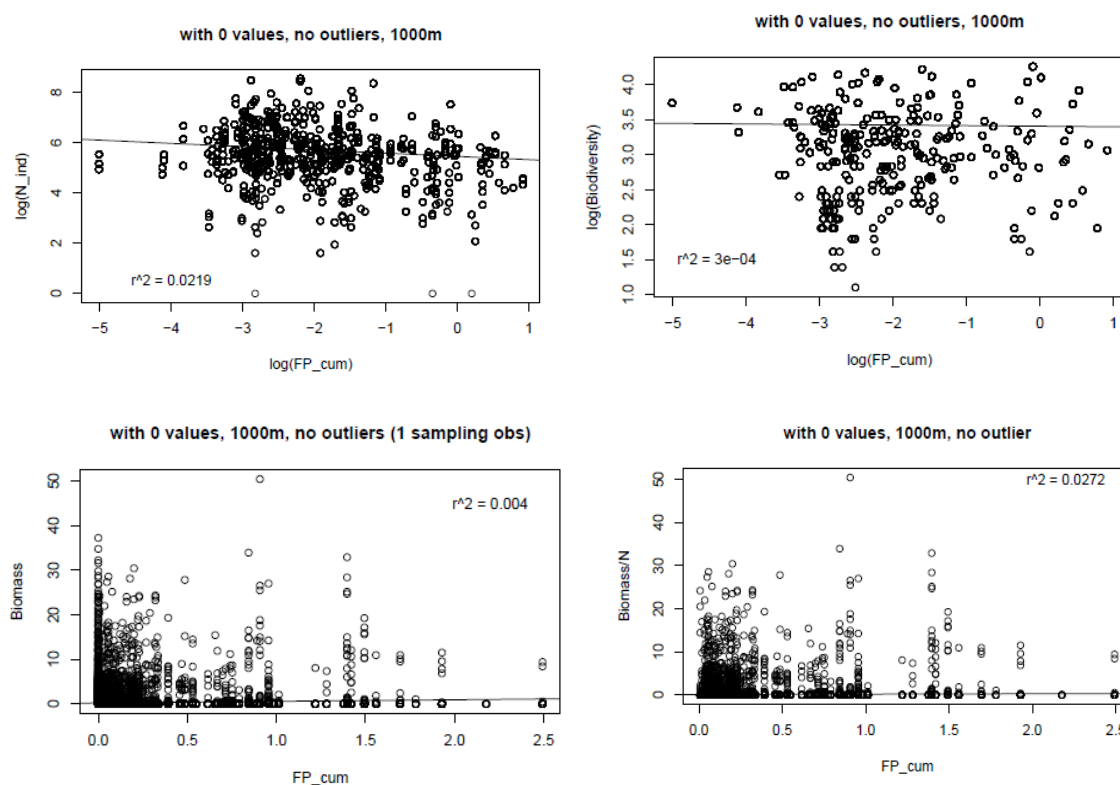 with 0 values, no outliers, 1000m
log(N_ind)
8
6
4
2
0
r^2 = 0.0219
−5 −4 −3 −2 −1 0 1
log(FP_cum)
with 0 values, no outliers, 1000m
log(Biodiversity)
4.0
3.5
3.0
2.5
2.0
1.5
1.0
r^2 = 3e−04
−5 −4 −3 −2 −1 0 1
log(FP_cum)
with 0 values, 1000m, no outliers (1 sampling obs)
Biomass
50
40
30
20
10
0
r^2 = 0.004
0.0 0.5 1.0 1.5 2.0 2.5
FP_cum
with 0 values, 1000m, no outlier
Biomass/N
50
40
30
20
10
0
r^2 = 0.0272
0.0 0.5 1.0 1.5 2.0 2.5
FP_cum